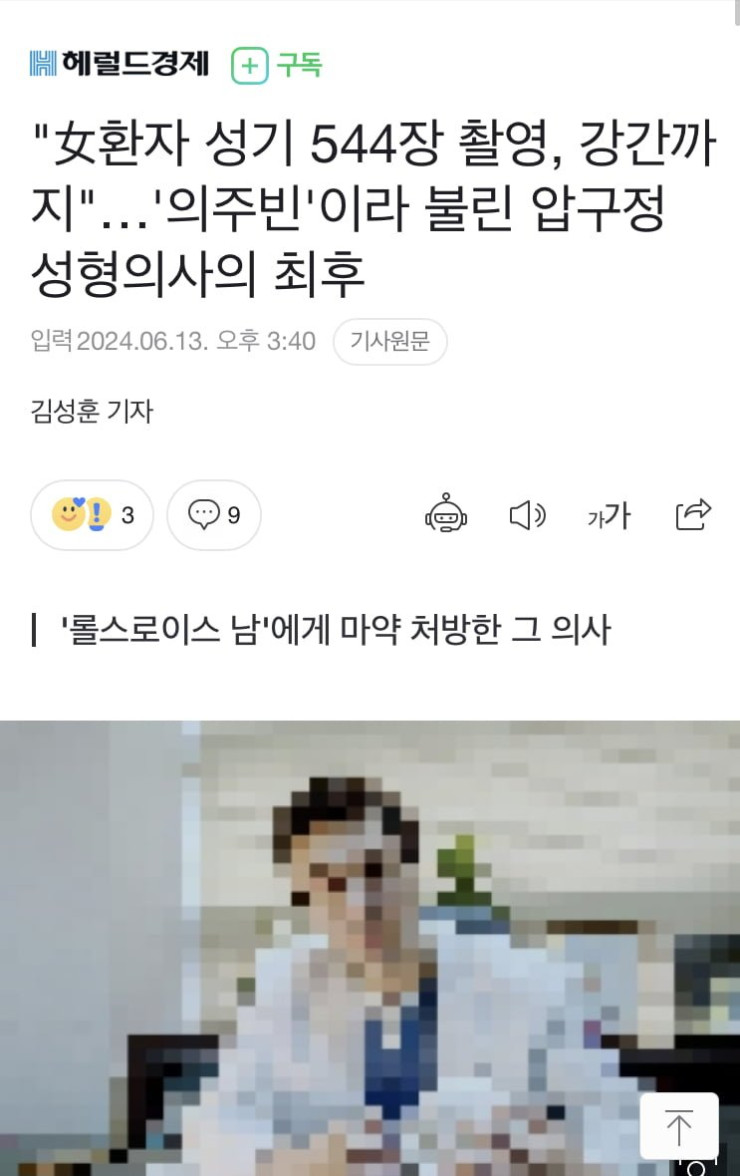 헤럴드경제 구독
"女환자 성기 544장 촬영, 강간까
지"...'의주빈'이라 불린 압구정
성형의사의 최후
입력 2024.06.13. 오후 3:40 기사원문
김성훈 기자
3 9 가가
'롤스로이스 남'에게 마약 처방한 그 의사